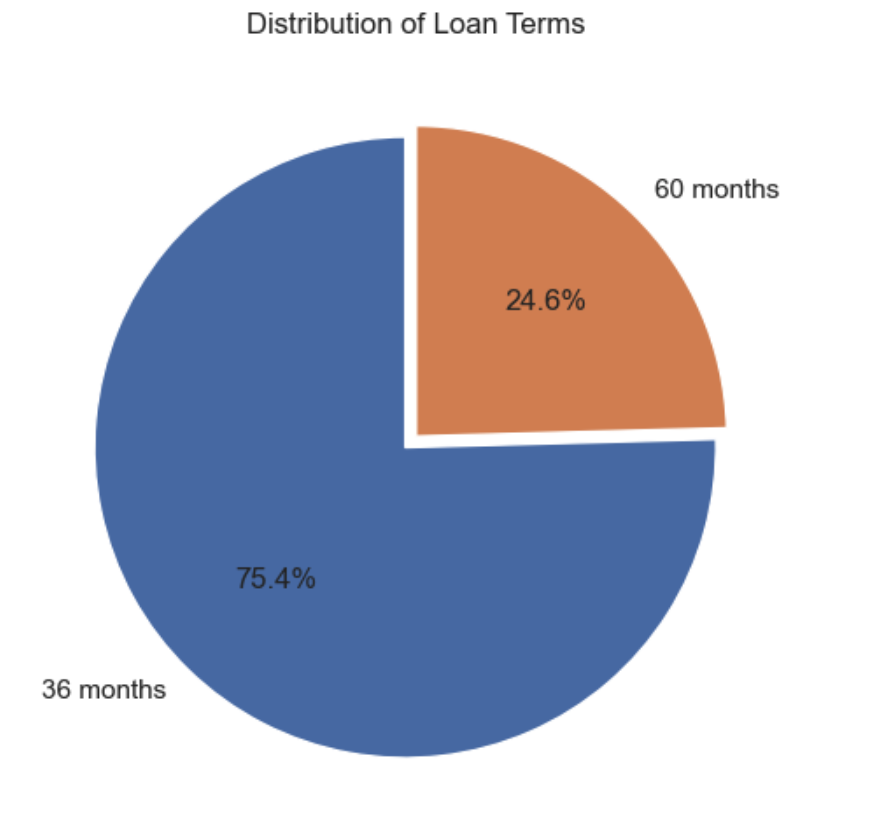 Distribution of Loan Terms
60 months
24.6%
75.4%
36 months